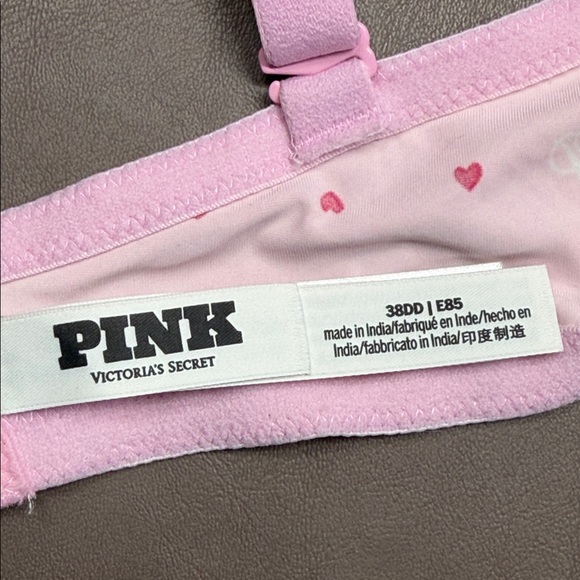 PINK
VICTORIA'S SECRET
38DD | E85
made in India/fabriqué en Inde/hecho en
India/fabbricato in India/印度制造